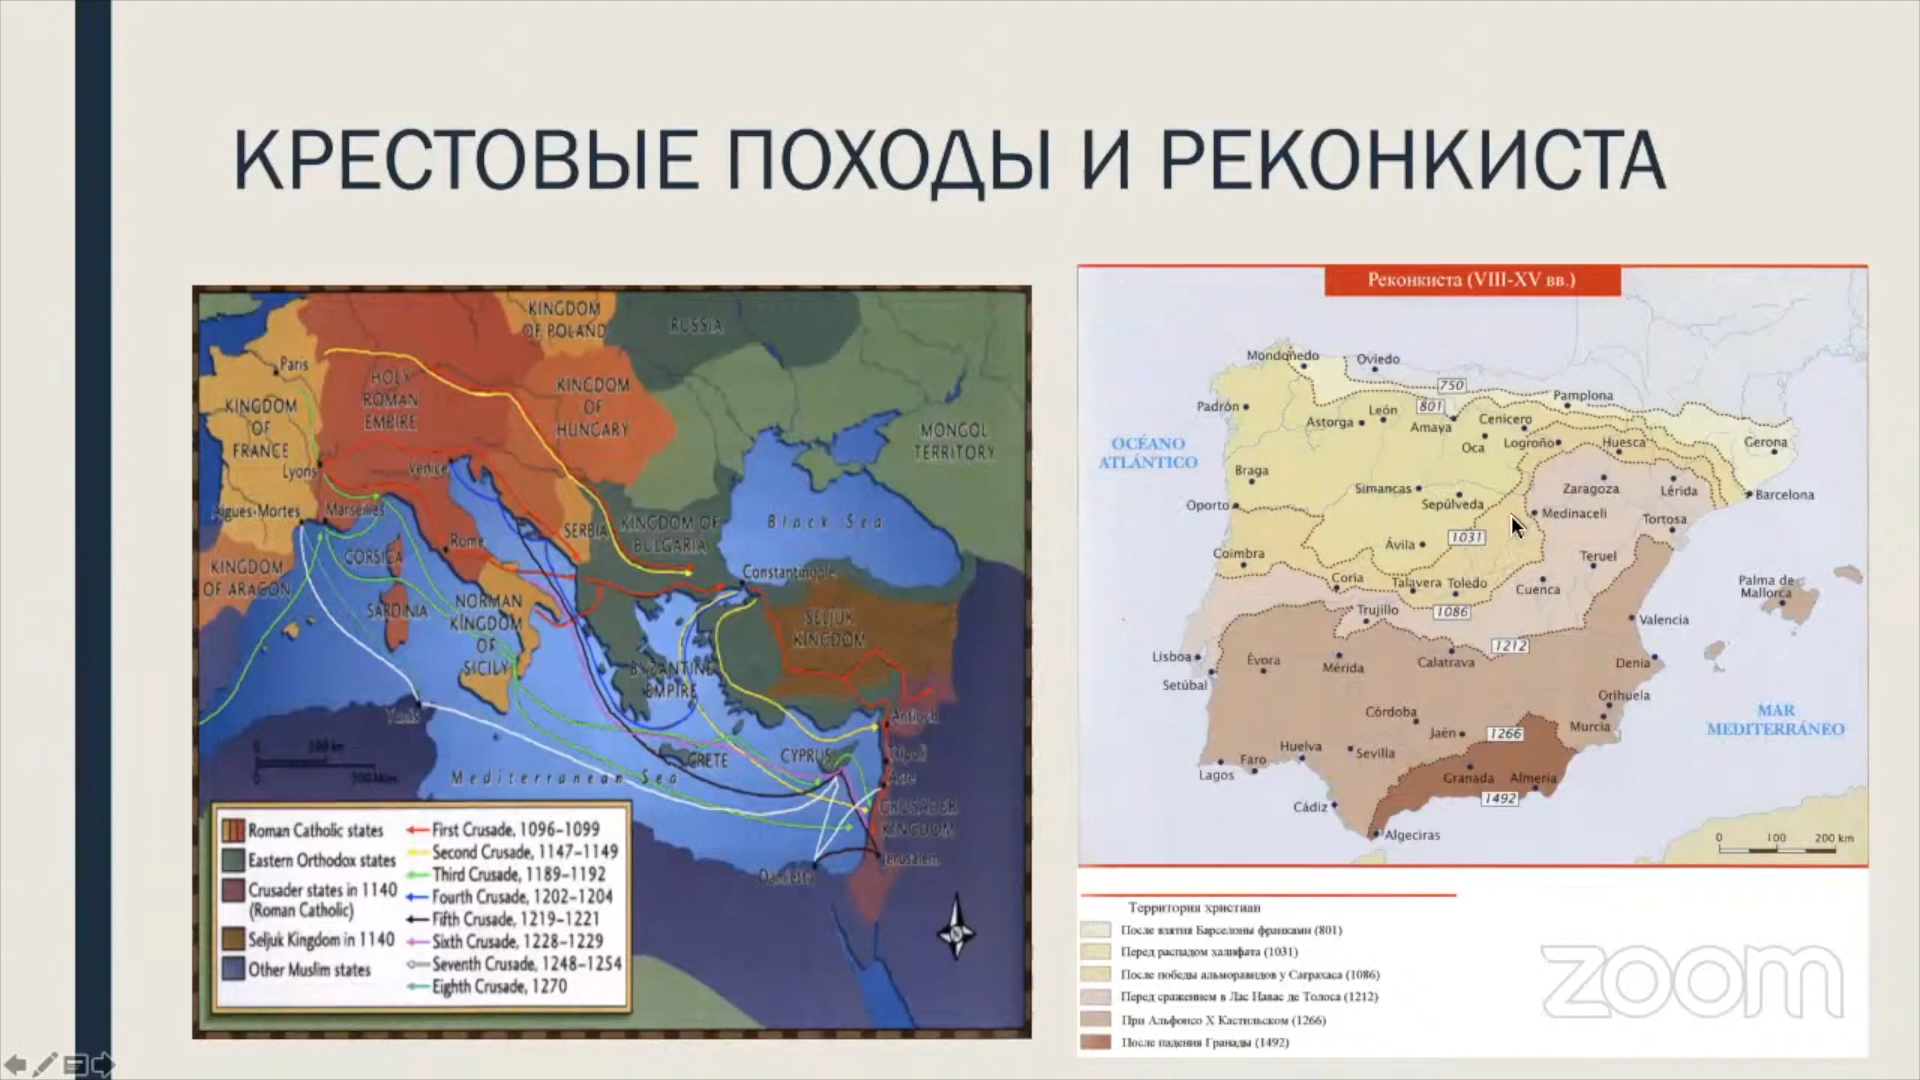 КРЕСТОВЫЕ ПОХОДЫ И РЕКОНКИСТА
KINGDOM
OF POLAND
RUSSIA
Paris
HOLY
ROMAN
EMPIRE
KINGDOM
OF
HUNGARY
KINGDOM
OF
FRANCE
MONGOL
TERRITORY
Lyons
Venice
Aigues-Mortes
Marseilles
SERBIA
KINGDOM OF
BULGARIA
Black Sea
Rome
CORSICA
KINGDOM
OF ARAGON
Constantinople
SARDINIA
NORMAN
KINGDOM
OF
SICILY
SELJUK
KINGDOM
BYZANTINE
EMPIRE
Tunis
Antioch
Tripoli
Acre
CRETE
CYPRUS
Mediterranean Sea
CRUSADER
KINGDOM
Jerusalem
Damietta
Roman Catholic states
Eastern Orthodox states
Crusader states in 1140
(Roman Catholic)
Seljuk Kingdom in 1140
Other Muslim states
First Crusade, 1096–1099
Second Crusade, 1147–1149
Third Crusade, 1189–1192
Fourth Crusade, 1202–1204
Fifth Crusade, 1219–1221
Sixth Crusade, 1228–1229
Seventh Crusade, 1248–1254
Eighth Crusade, 1270
N
Реконкиста (VIII-XV вв.)
Mondoñedo
Oviedo
750
Padrón
León
801
Pamplona
Astorga
Amaya
Cenicero
Oca
Logroño
Huesca
Gerona
OCÉANO
ATLÁNTICO
Braga
Simancas
Sepúlveda
Zaragoza
Lérida
Barcelona
Oporto
Medinaceli
Tortosa
Ávila
1031
Coimbra
Teruel
Coria
Talavera
Toledo
Cuenca
Palma de
Mallorca
Trujillo
1086
Valencia
1212
Lisboa
Évora
Mérida
Calatrava
Denia
Setúbal
Orihuela
Córdoba
Murcia
MAR
MEDITERRÁNEO
Jaén
1266
Huelva
Sevilla
Faro
Lagos
Granada
Almería
1492
Cádiz
Algeciras
0 100 200 km
Территория христиан
После взятия Барселоны франками (801)
Перед распадом халифата (1031)
После победы альморавидов у Саграхаса (1086)
Перед сражением в Лас Навас де Толоса (1212)
При Альфонсо X Кастильском (1266)
После падения Гранады (1492)
zoom